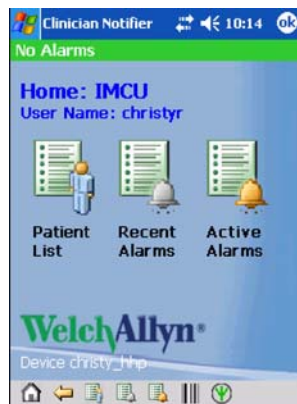 Clinician Notifier 10:14 ok
No Alarms
Home: IMCU
User Name: christyr
Patient List
Recent Alarms
Active Alarms
WelchAllyn®
Device christy_hhp